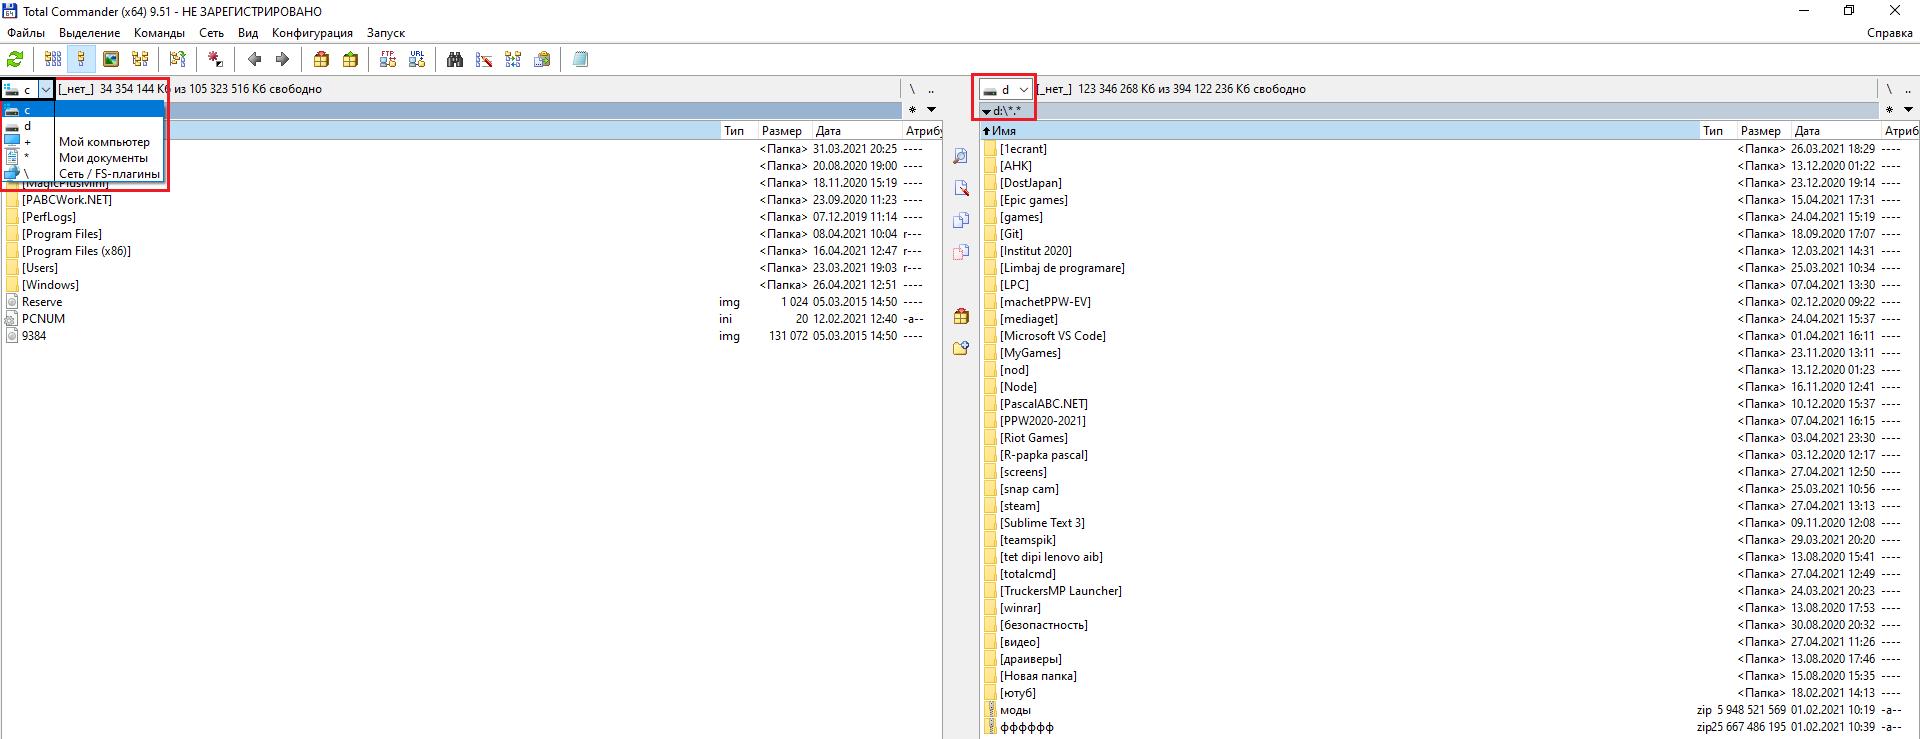 Total Commander (x64) 9.51 - НЕ ЗАРЕГИСТРИРОВАНО
Файлы Выделение Команды Сеть Вид Конфигурация Запуск Справка
FTP URL
c [_нет_] 34 354 144 Кб из 105 323 516 Кб свободно \ ..
c
d
+ Мой компьютер
* Мои документы
\ Сеть / FS-плагины
* 
Тип Размер Дата Атрибу
<Папка> 31.03.2021 20:25 ----
<Папка> 20.08.2020 19:00 ----
[MagicPlusMini] <Папка> 18.11.2020 15:19 ----
[PABCWork.NET] <Папка> 23.09.2020 11:23 ----
[PerfLogs] <Папка> 07.12.2019 11:14 ----
[Program Files] <Папка> 08.04.2021 10:04 r---
[Program Files (x86)] <Папка> 16.04.2021 12:47 r---
[Users] <Папка> 23.03.2021 19:03 r---
[Windows] <Папка> 26.04.2021 12:51 ----
Reserve img 1 024 05.03.2015 14:50 ----
PCNUM ini 20 12.02.2021 12:40 -a--
9384 img 131 072 05.03.2015 14:50 ----
d [_нет_] 123 346 268 Кб из 394 122 236 Кб свободно \ ..
d:\*.* *
Имя Тип Размер Дата Атриб
[1ecrant] <Папка> 26.03.2021 18:29 ----
[AHK] <Папка> 13.12.2020 01:22 ----
[DostJapan] <Папка> 23.12.2020 19:14 ----
[Epic games] <Папка> 15.04.2021 17:31 ----
[games] <Папка> 24.04.2021 15:19 ----
[Git] <Папка> 18.09.2020 17:07 ----
[Institut 2020] <Папка> 12.03.2021 14:31 ----
[Limbaj de programare] <Папка> 25.03.2021 10:34 ----
[LPC] <Папка> 07.04.2021 13:30 ----
[machetPPW-EV] <Папка> 02.12.2020 09:22 ----
[mediaget] <Папка> 24.04.2021 15:37 ----
[Microsoft VS Code] <Папка> 01.04.2021 16:11 ----
[MyGames] <Папка> 23.11.2020 13:11 ----
[nod] <Папка> 13.12.2020 01:23 ----
[Node] <Папка> 16.11.2020 12:41 ----
[PascalABC.NET] <Папка> 10.12.2020 15:37 ----
[PPW2020-2021] <Папка> 07.04.2021 16:15 ----
[Riot Games] <Папка> 03.04.2021 23:30 ----
[R-papka pascal] <Папка> 03.12.2020 12:17 ----
[screens] <Папка> 27.04.2021 12:50 ----
[snap cam] <Папка> 25.03.2021 10:56 ----
[steam] <Папка> 27.04.2021 13:13 ----
[Sublime Text 3] <Папка> 09.11.2020 12:08 ----
[teamspik] <Папка> 29.03.2021 20:20 ----
[tet dipi lenovo aib] <Папка> 13.08.2020 15:41 ----
[totalcmd] <Папка> 27.04.2021 12:49 ----
[TruckersMP Launcher] <Папка> 24.03.2021 20:23 ----
[winrar] <Папка> 13.08.2020 17:53 ----
[безопастность] <Папка> 30.08.2020 20:32 ----
[видео] <Папка> 27.04.2021 11:26 ----
[драиверы] <Папка> 13.08.2020 17:46 ----
[Новая папка] <Папка> 15.08.2020 15:35 ----
[ютуб] <Папка> 18.02.2021 14:13 ----
моды zip 5 948 521 569 01.02.2021 10:19 -a--
фффффф zip 25 667 486 195 01.02.2021 10:39 -a--